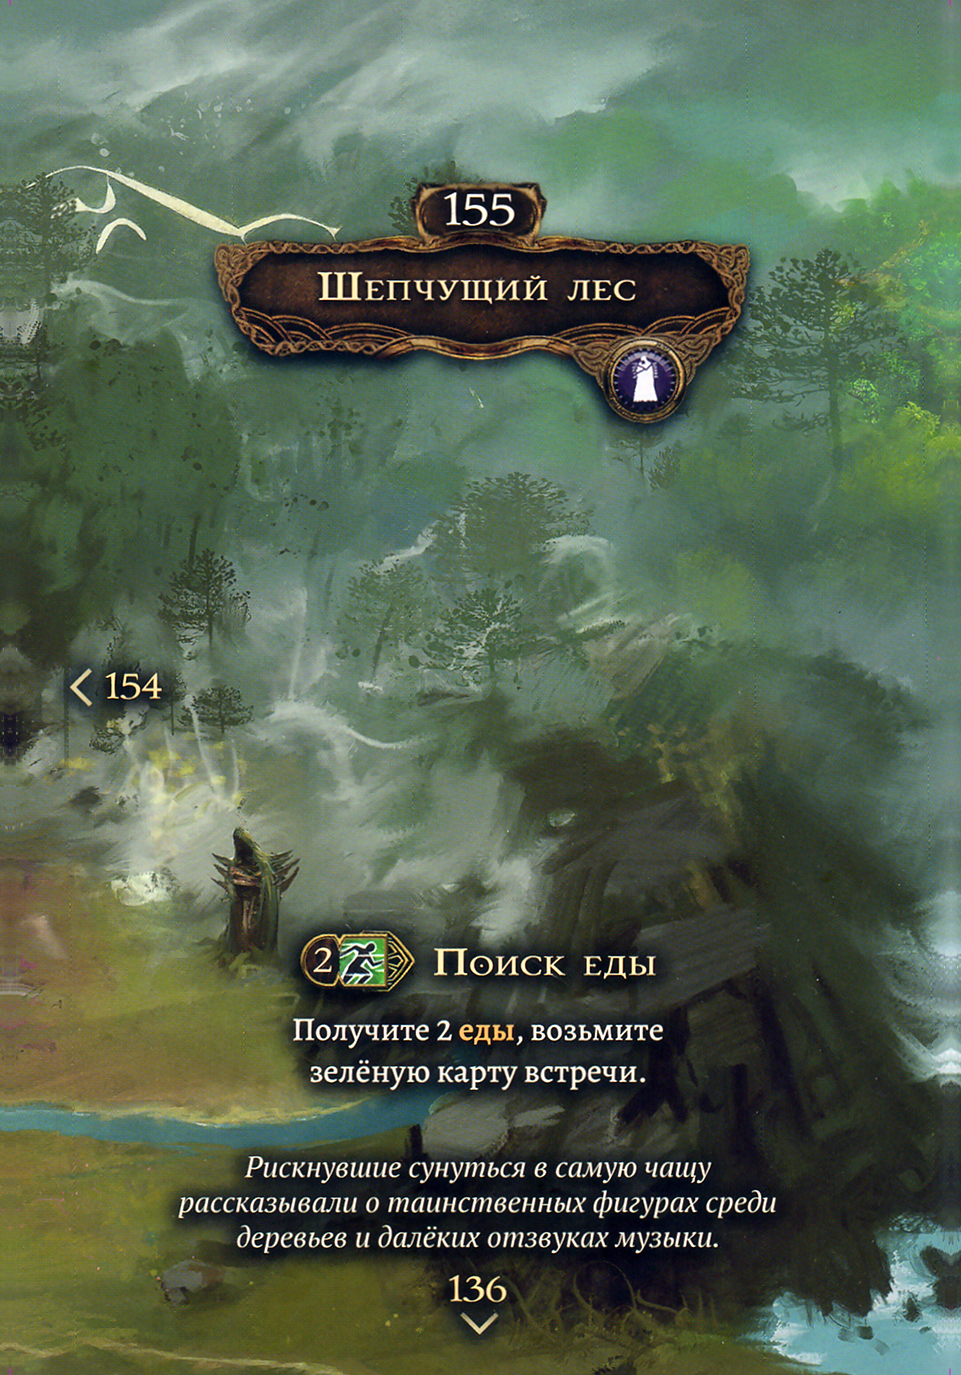 155
Шепчущий лес
154
2 Поиск еды
Получите 2 еды, возьмите
зелёную карту встречи.
Рискнувшие сунуться в самую чащу
рассказывали о таинственных фигурах среди
деревьев и далёких отзвуках музыки.
136